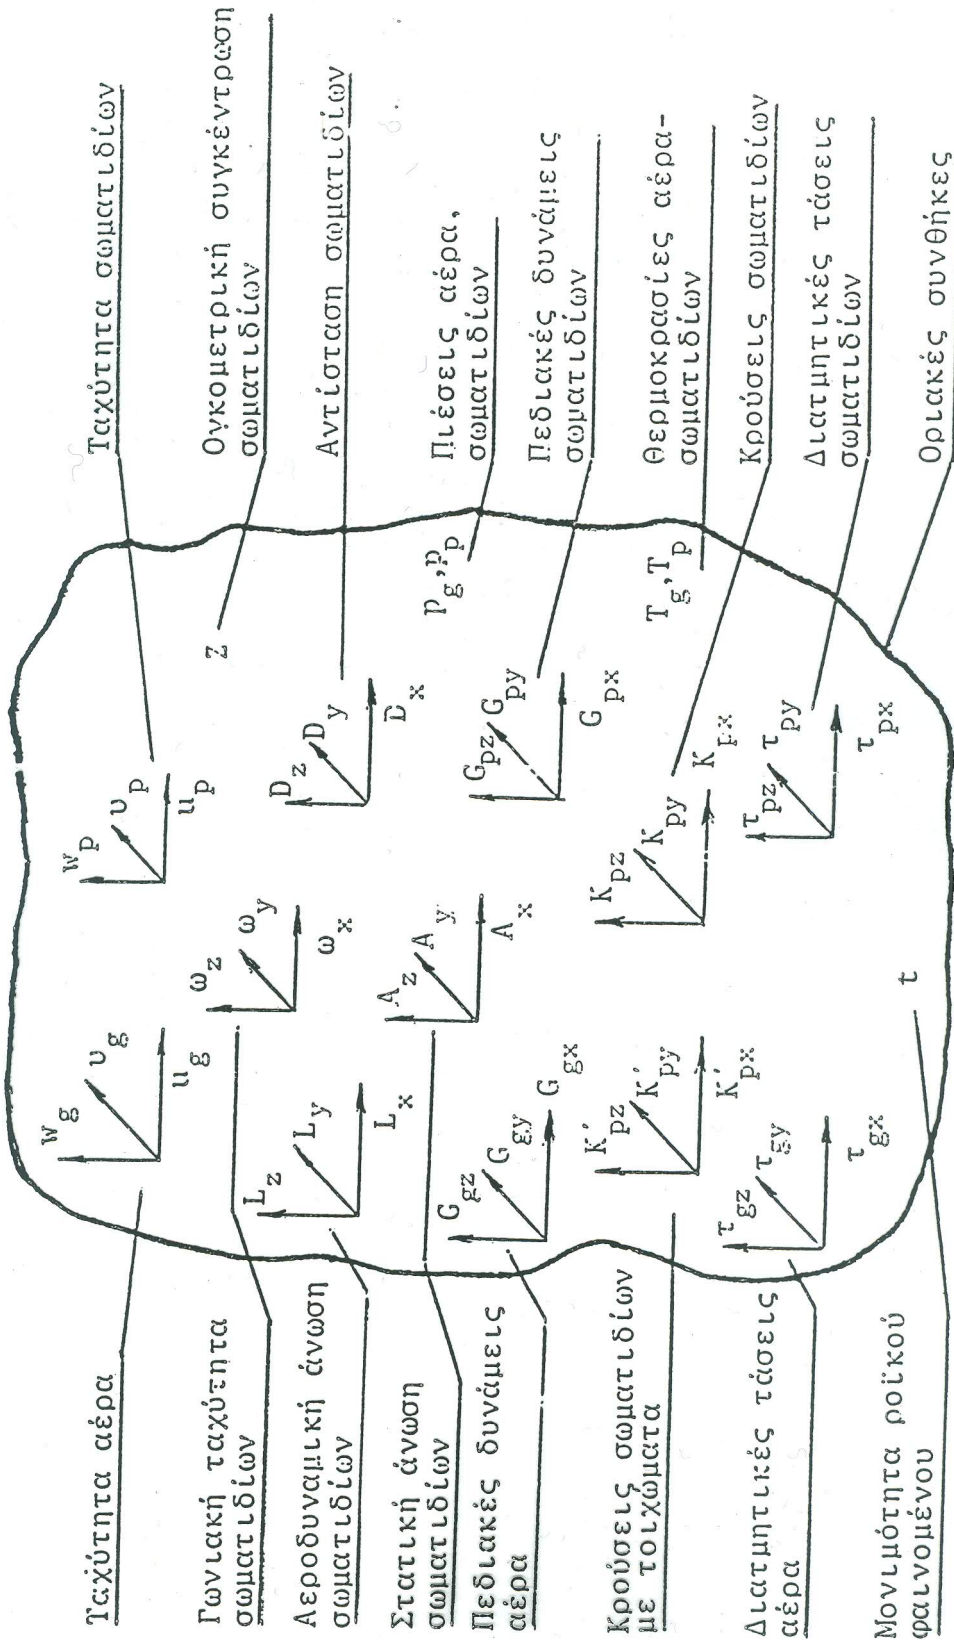 Ταχύτητα αέρα
Γωνιακή ταχύτητα
σωματιδίων
Αεροδυναμική άνωση
σωματιδίων
Στατική άνωση
σωματιδίων
Πεδιακές δυνάμεις
αέρα
Κρούσεις σωματιδίων
με τοιχώματα
Διατμητικές τάσεις
αέρα
Μονιμότητα ροϊκού
φαινομένου
w_g
υ_g
u_g
ω_z
ω_y
ω_x
L_z
L_y
L_x
A_z
A_y
A_x
G_gz
G_gy
G_gx
K'_pz
K'_py
K'_px
τ_gz
τ_gy
τ_gx
t
w_p
υ_p
u_p
Z
D_z
D_y
D_x
p_g,p_p
G_pz
G_py
G_px
T_g,T_p
K_pz
K_py
K_px
τ_pz
τ_py
τ_px
Ταχύτητα σωματιδίων
Ογκομετρική συγκέντρωση
σωματιδίων
Αντίσταση σωματιδίων
Πιέσεις αέρα,
σωματιδίων
Πεδιακές δυνάμεις
σωματιδίων
Θερμοκρασίες αέρα-
σωματιδίων
Κρούσεις σωματιδίων
Διατμητικές τάσεις
σωματιδίων
Οριακές συνθήκες